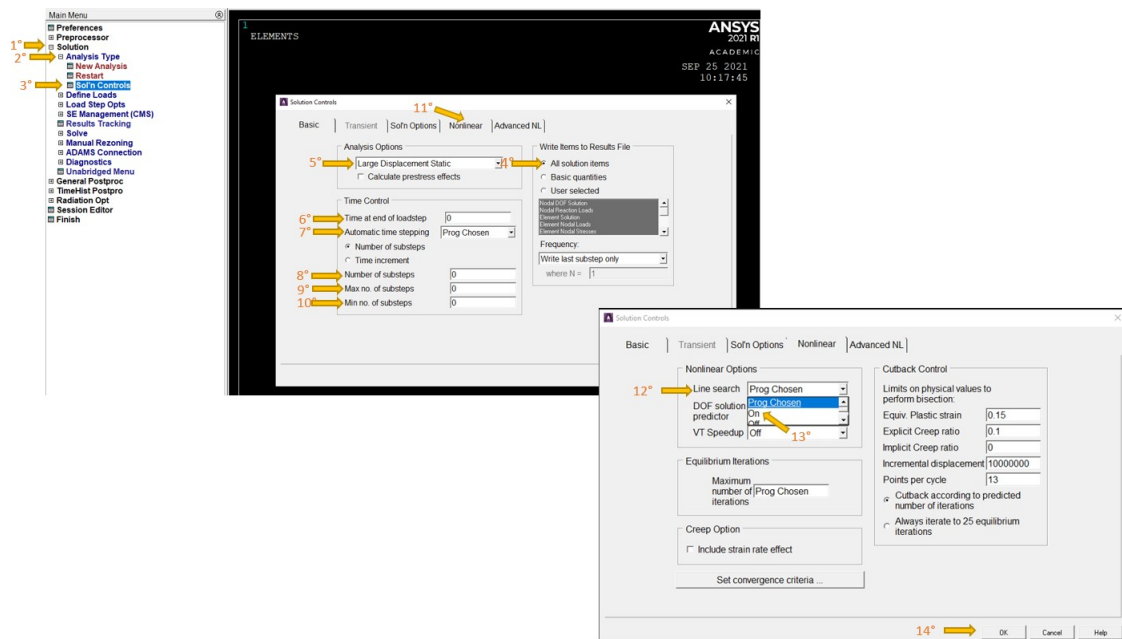 Main Menu
Preferences
Preprocessor
1° Solution
2° Analysis Type
New Analysis
Restart
3° Sol'n Controls
Define Loads
Load Step Opts
SE Management (CMS)
Results Tracking
Solve
Manual Rezoning
ADAMS Connection
Diagnostics
Unabridged Menu
General Postproc
TimeHist Postpro
Radiation Opt
Session Editor
Finish
1
ELEMENTS
ANSYS
2021 R1
ACADEMIC
SEP 25 2021
10:17:45
Solution Controls
11°
Basic Transient Sol'n Options Nonlinear Advanced NL
Analysis Options
5° Large Displacement Static
Calculate prestress effects
Time Control
6° Time at end of loadstep 0
7° Automatic time stepping Prog Chosen
Number of substeps
Time increment
8° Number of substeps 0
9° Max no. of substeps 0
10° Min no. of substeps 0
Write Items to Results File
4° All solution items
Basic quantities
User selected
Nodal DOF Solution
Nodal Reaction Loads
Element Solution
Element Nodal Loads
Element Nodal Stresses
Frequency:
Write last substep only
where N = 1
Solution Controls
Basic Transient Sol'n Options Nonlinear Advanced NL
Nonlinear Options
12° Line search Prog Chosen
Prog Chosen
DOF solution
predictor
On
Off
13°
VT Speedup Off
Equilibrium Iterations
Maximum
number of Prog Chosen
iterations
Creep Option
Include strain rate effect
Set convergence criteria ...
Cutback Control
Limits on physical values to
perform bisection:
Equiv. Plastic strain 0.15
Explicit Creep ratio 0.1
Implicit Creep ratio 0
Incremental displacement 10000000
Points per cycle 13
Cutback according to predicted
number of iterations
Always iterate to 25 equilibrium
iterations
14° OK Cancel Help